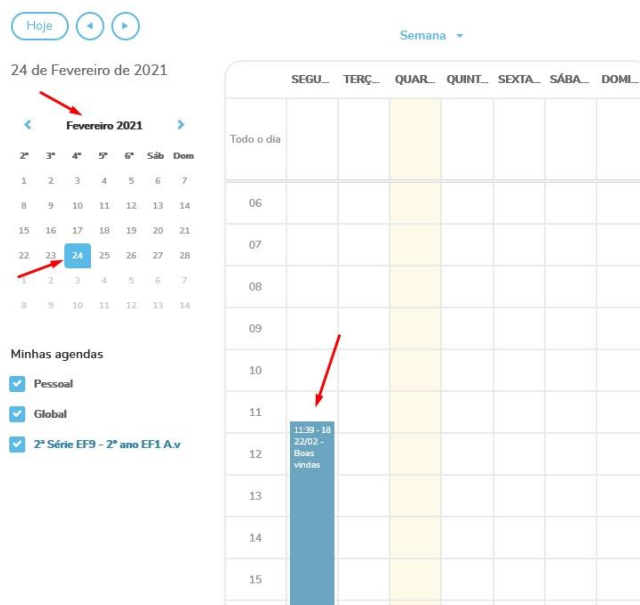 Hoje
Semana
24 de Fevereiro de 2021
Fevereiro 2021
2ª 3ª 4ª 5ª 6ª Sáb Dom
1 2 3 4 5 6 7
8 9 10 11 12 13 14
15 16 17 18 19 20 21
22 23 24 25 26 27 28
1 2 3 4 5 6 7
8 9 10 11 12 13 14
Minhas agendas
Pessoal
Global
2ª Série EF9 - 2º ano EF1 A.v
SEGU... TERÇ... QUAR... QUINT... SEXTA... SÁBA... DOMI...
Todo o dia
06
07
08
09
10
11
11:39 - 18
22/02 -
Boas
vindas
12
13
14
15